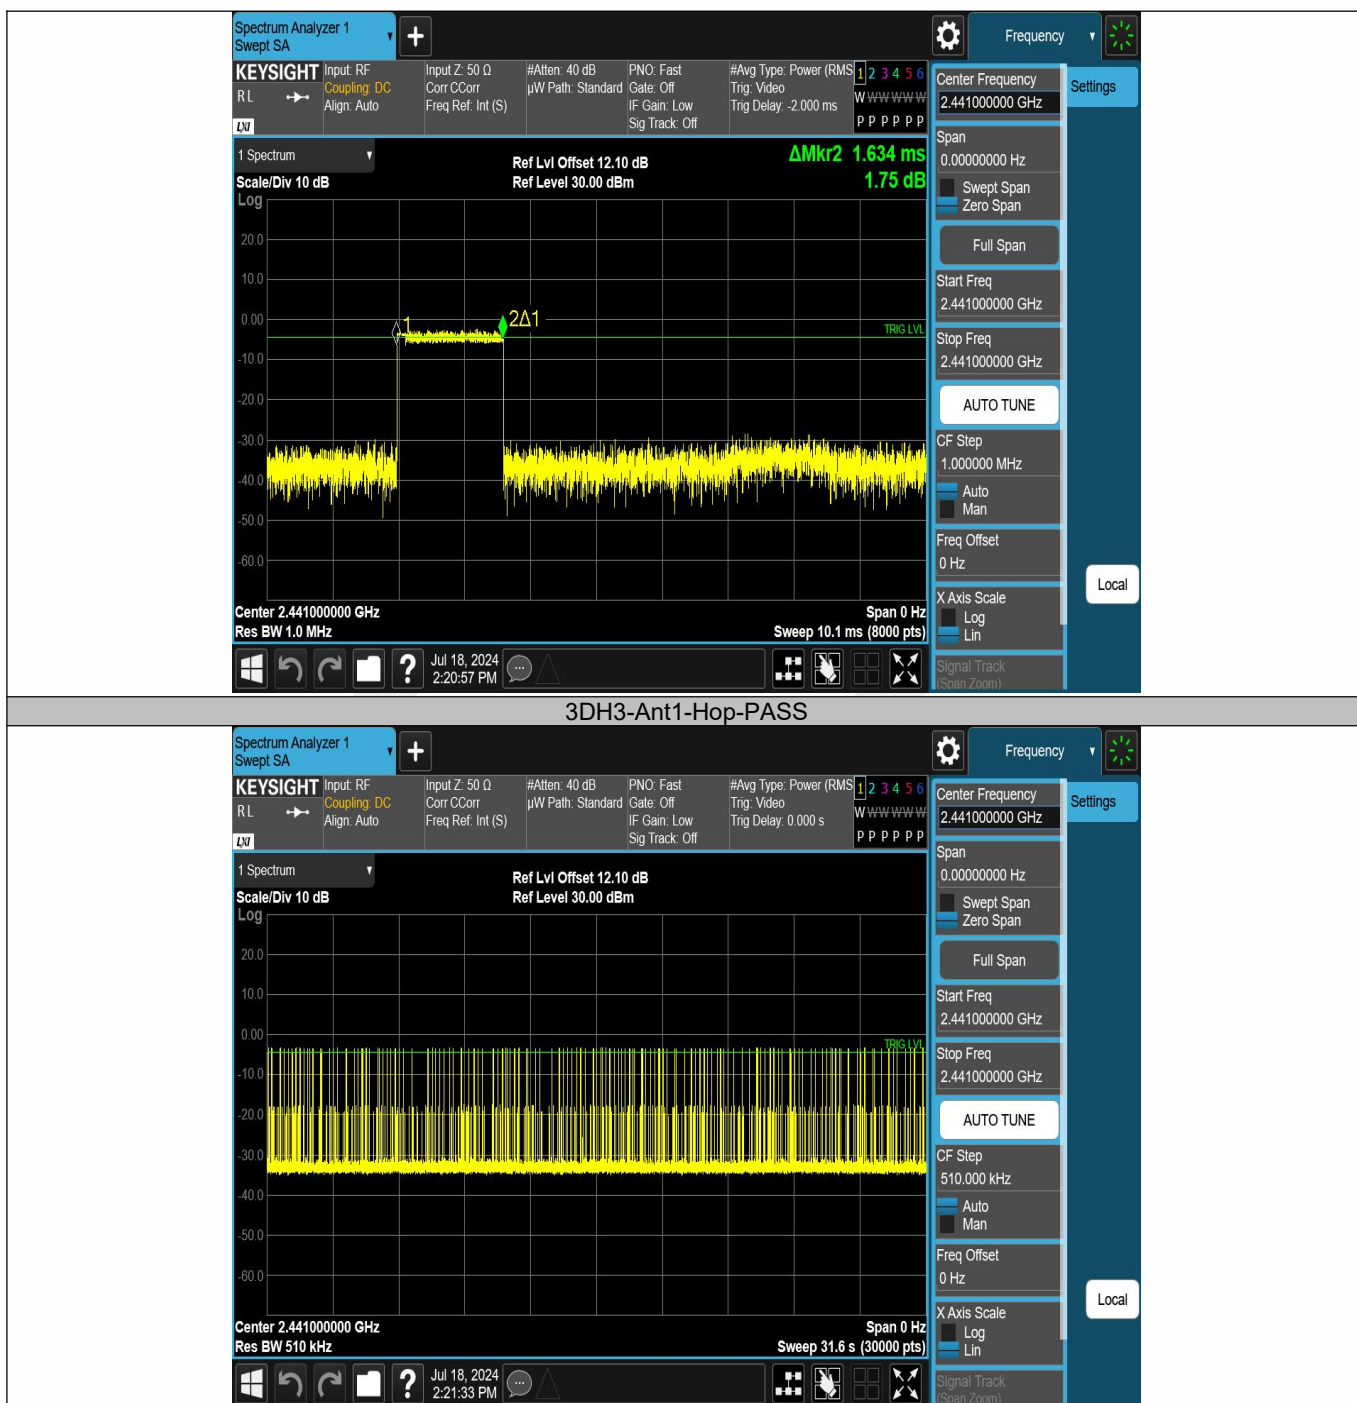 Spectrum Analyzer 1
Swept SA
+
Frequency
KEYSIGHT
R L
LXI
Input: RF
Coupling: DC
Align: Auto
Input Z: 50 Ω
Corr CCorr
Freq Ref: Int (S)
#Atten: 40 dB
µW Path: Standard
PNO: Fast
Gate: Off
IF Gain: Low
Sig Track: Off
#Avg Type: Power (RMS
Trig: Video
Trig Delay: -2.000 ms
1 2 3 4 5 6
W W W W W W
P P P P P P
1 Spectrum
Scale/Div 10 dB
Log
Ref Lvl Offset 12.10 dB
Ref Level 30.00 dBm
ΔMkr2 1.634 ms
1.75 dB
20.0
10.0
0.00
-10.0
-20.0
-30.0
-40.0
-50.0
-60.0
1
2Δ1
TRIG LVL
Center 2.441000000 GHz
Res BW 1.0 MHz
Span 0 Hz
Sweep 10.1 ms (8000 pts)
?
Jul 18, 2024
2:20:57 PM
Center Frequency
2.441000000 GHz
Settings
Span
0.00000000 Hz
Swept Span
Zero Span
Full Span
Start Freq
2.441000000 GHz
Stop Freq
2.441000000 GHz
AUTO TUNE
CF Step
1.000000 MHz
Auto
Man
Freq Offset
0 Hz
Local
X Axis Scale
Log
Lin
Signal Track
(Span Zoom)
3DH3-Ant1-Hop-PASS
Spectrum Analyzer 1
Swept SA
+
Frequency
KEYSIGHT
R L
LXI
Input: RF
Coupling: DC
Align: Auto
Input Z: 50 Ω
Corr CCorr
Freq Ref: Int (S)
#Atten: 40 dB
µW Path: Standard
PNO: Fast
Gate: Off
IF Gain: Low
Sig Track: Off
#Avg Type: Power (RMS
Trig: Video
Trig Delay: 0.000 s
1 2 3 4 5 6
W W W W W W
P P P P P P
1 Spectrum
Scale/Div 10 dB
Log
Ref Lvl Offset 12.10 dB
Ref Level 30.00 dBm
20.0
10.0
0.00
-10.0
-20.0
-30.0
-40.0
-50.0
-60.0
TRIG LVL
Center 2.441000000 GHz
Res BW 510 kHz
Span 0 Hz
Sweep 31.6 s (30000 pts)
?
Jul 18, 2024
2:21:33 PM
Center Frequency
2.441000000 GHz
Settings
Span
0.00000000 Hz
Swept Span
Zero Span
Full Span
Start Freq
2.441000000 GHz
Stop Freq
2.441000000 GHz
AUTO TUNE
CF Step
510.000 kHz
Auto
Man
Freq Offset
0 Hz
Local
X Axis Scale
Log
Lin
Signal Track
(Span Zoom)